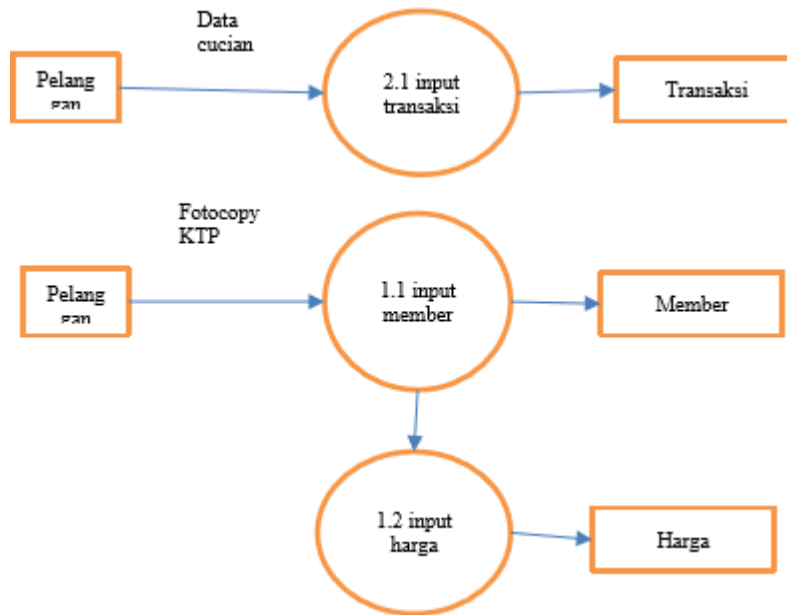 Data
cucian
Pelang
gan
2.1 input
transaksi
Transaksi
Fotocopy
KTP
Pelang
gan
1.1 input
member
Member
1.2 input
harga
Harga